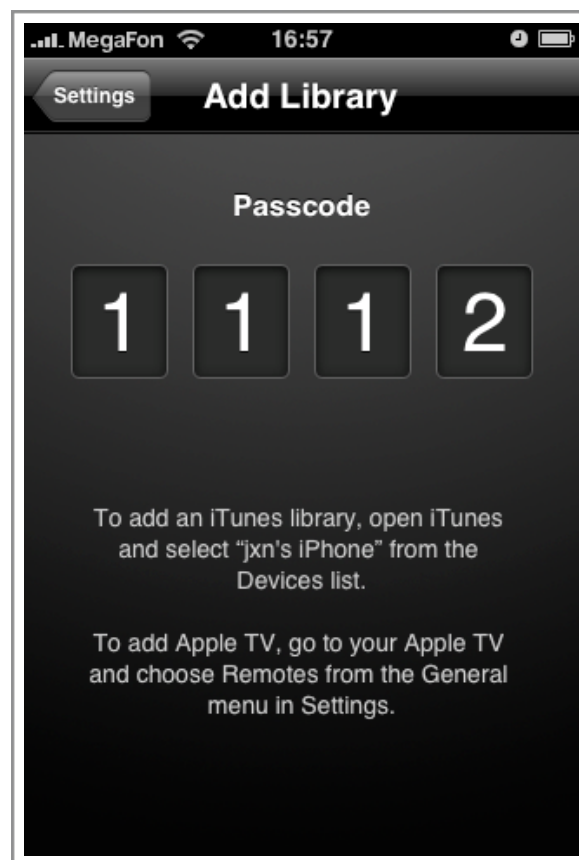 MegaFon 16:57
Settings Add Library
Passcode
1 1 1 2
To add an iTunes library, open iTunes
and select “jxn's iPhone” from the
Devices list.
To add Apple TV, go to your Apple TV
and choose Remotes from the General
menu in Settings.